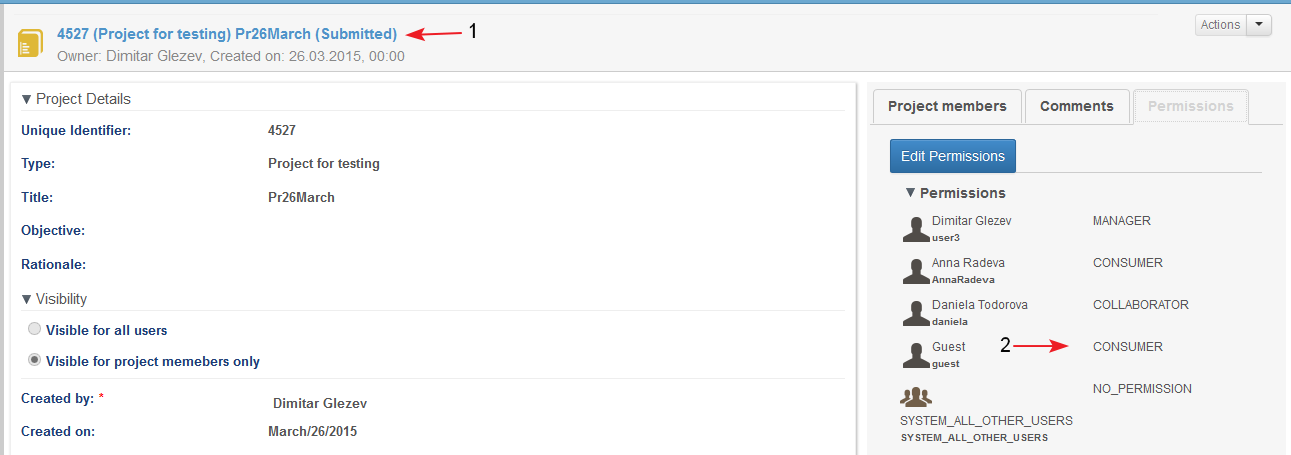 4527 (Project for testing) Pr26March (Submitted)
1
Actions
Owner: Dimitar Glezev, Created on: 26.03.2015, 00:00
Project Details
Unique Identifier: 4527
Type: Project for testing
Title: Pr26March
Objective:
Rationale:
Visibility
Visible for all users
Visible for project memebers only
Created by: * Dimitar Glezev
Created on: March/26/2015
Project members
Comments
Permissions
Edit Permissions
Permissions
Dimitar Glezev MANAGER
user3
Anna Radeva CONSUMER
AnnaRadeva
Daniela Todorova COLLABORATOR
daniela
Guest 2 CONSUMER
guest
NO_PERMISSION
SYSTEM_ALL_OTHER_USERS
SYSTEM_ALL_OTHER_USERS